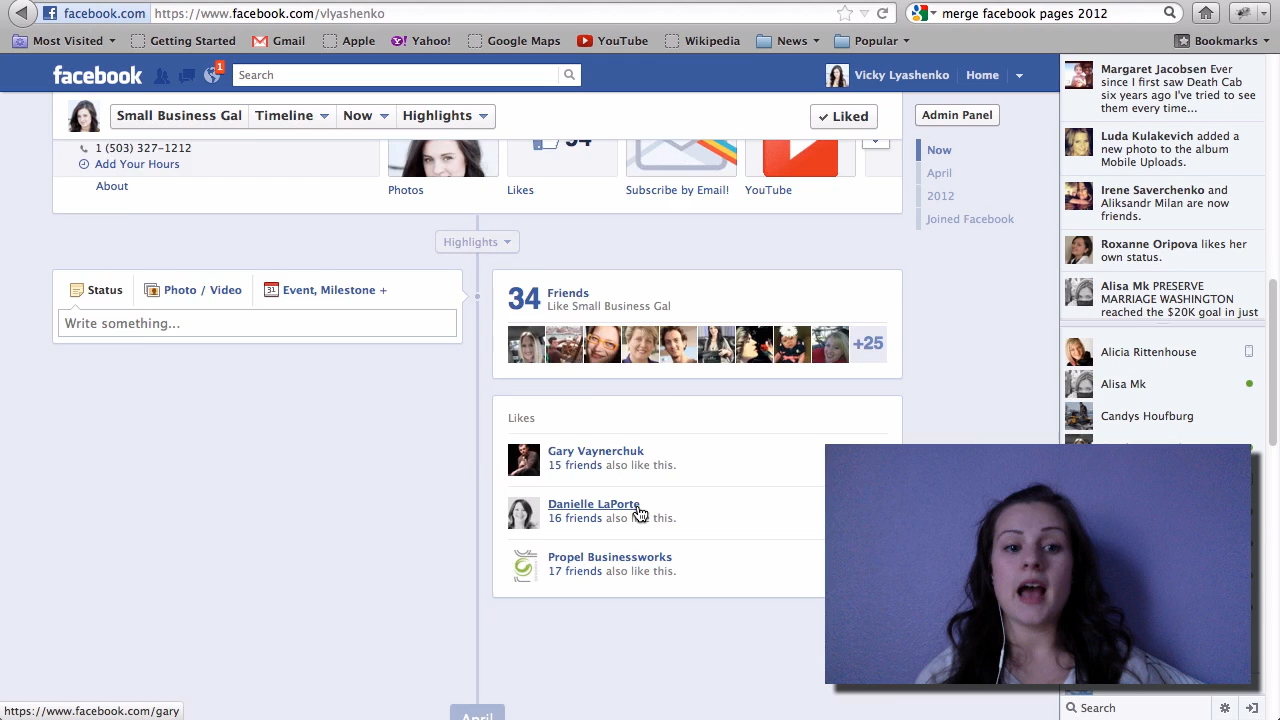 facebook.com
https://www.facebook.com/vlyashenko
merge facebook pages 2012
Most Visited
Getting Started
Gmail
Apple
Yahoo!
Google Maps
YouTube
Wikipedia
News
Popular
Bookmarks
facebook
1
Search
Vicky Lyashenko
Home
Small Business Gal
Timeline
Now
Highlights
Liked
Admin Panel
1 (503) 327-1212
Add Your Hours
About
Photos
Likes
Subscribe by Email!
YouTube
Now
April
2012
Joined Facebook
Highlights
Status
Photo / Video
31
Event, Milestone +
Write something...
34
Friends
Like Small Business Gal
+25
Likes
Gary Vaynerchuk
15 friends also like this.
Danielle LaPorte
16 friends also like this.
Propel Businessworks
17 friends also like this.
April
Margaret Jacobsen Ever
since I first saw Death Cab
six years ago I've tried to see
them every time...
Luda Kulakevich added a
new photo to the album
Mobile Uploads.
Irene Saverchenko and
Aliksandr Milan are now
friends.
Roxanne Oripova likes her
own status.
Alisa Mk PRESERVE
MARRIAGE WASHINGTON
reached the $20K goal in just
Alicia Rittenhouse
Alisa Mk
Candys Houfburg
Search
https://www.facebook.com/gary